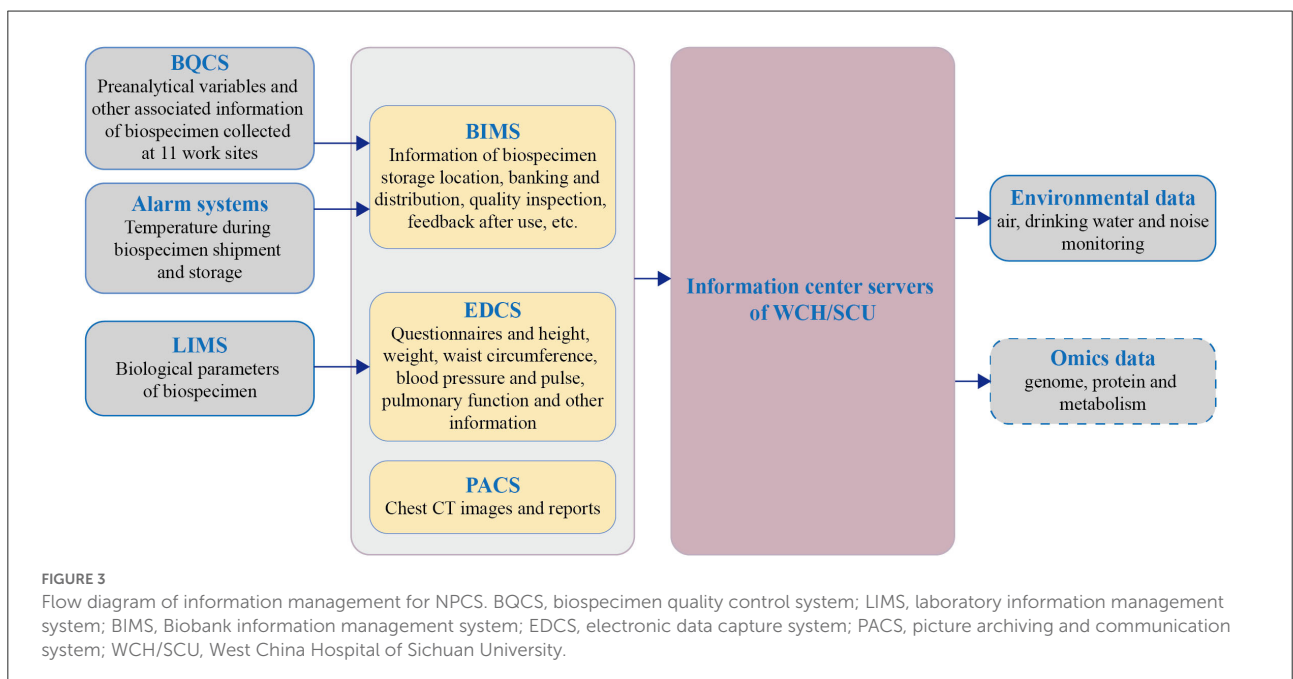 BQCS
Preanalytical variables and
other associated information
of biospecimen collected
at 11 work sites
Alarm systems
Temperature during
biospecimen shipment
and storage
LIMS
Biological parameters
of biospecimen
BIMS
Information of biospecimen
storage location, banking and
distribution, quality inspection,
feedback after use, etc.
EDCS
Questionnaires and height,
weight, waist circumference,
blood pressure and pulse,
pulmonary function and other
information
PACS
Chest CT images and reports
Information center servers
of WCH/SCU
Environmental data
air, drinking water and noise
monitoring
Omics data
genome, protein and
metabolism
FIGURE 3
Flow diagram of information management for NPCS. BQCS, biospecimen quality control system; LIMS, laboratory information management
system; BIMS, Biobank information management system; EDCS, electronic data capture system; PACS, picture archiving and communication
system; WCH/SCU, West China Hospital of Sichuan University.